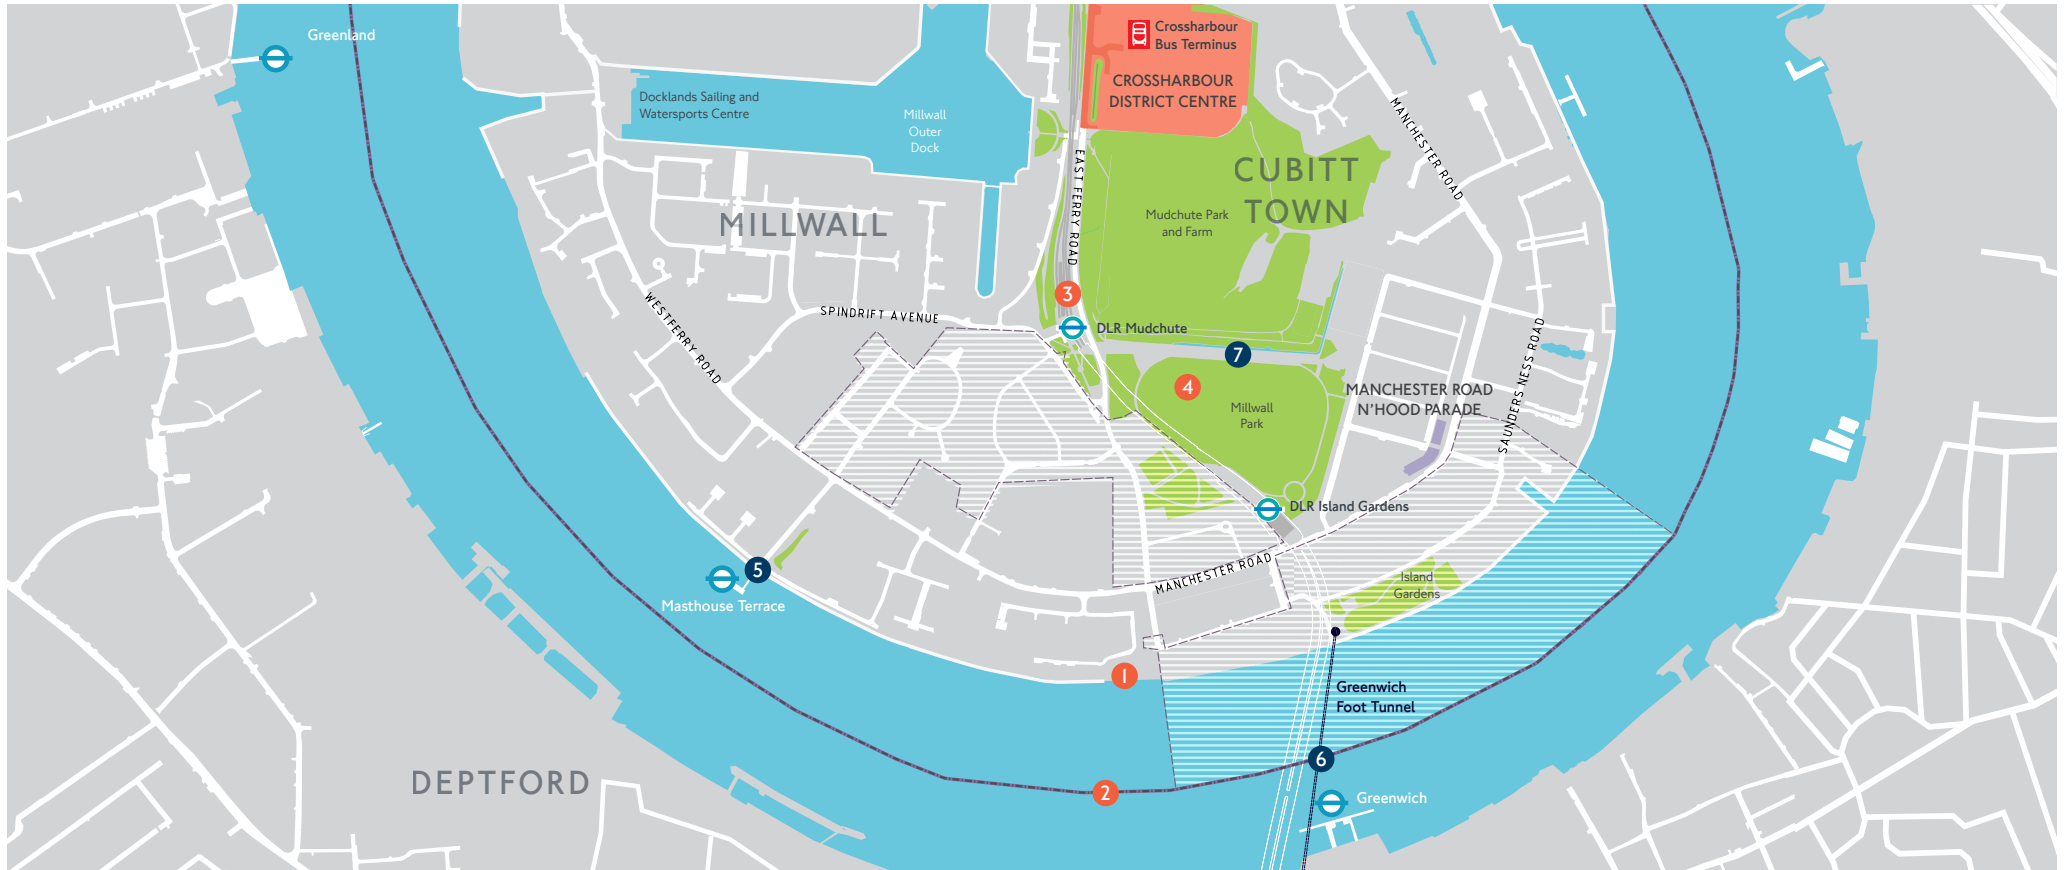 Greenland
Crossharbour
Bus Terminus
CROSSHARBOUR
DISTRICT CENTRE
Docklands Sailing and
Watersports Centre
Millwall
Outer
Dock
MANCHESTER ROAD
EAST FERRY ROAD
CUBITT
TOWN
MILLWALL
Mudchute Park
and Farm
WESTFERRY ROAD
SPINDRIFT AVENUE
3
DLR Mudchute
7
4
MANCHESTER ROAD
N'HOOD PARADE
SAUNDERS NESS ROAD
Millwall
Park
DLR Island Gardens
5
Masthouse Terrace
MANCHESTER ROAD
Island
Gardens
1
Greenwich
Foot Tunnel
6
DEPTFORD
2
Greenwich